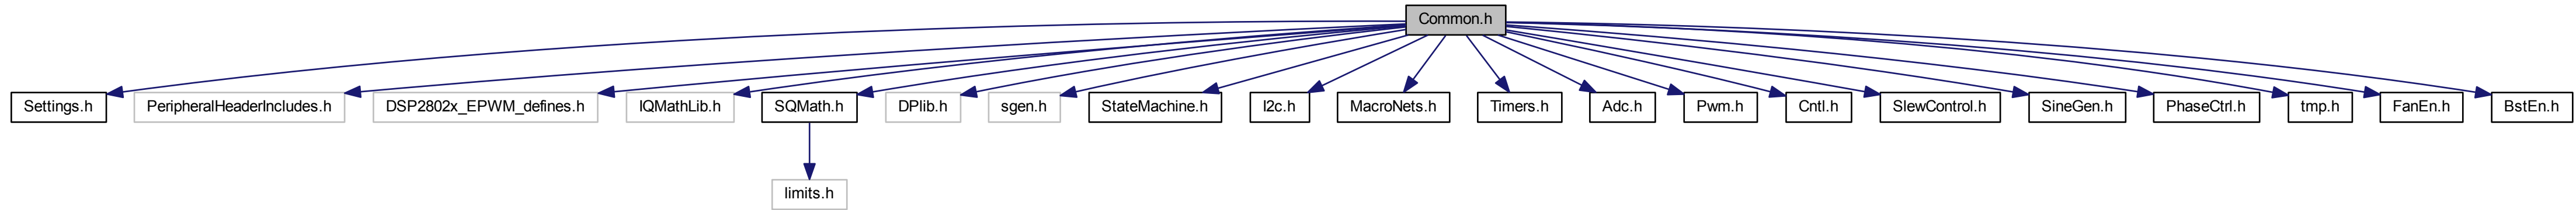 Common.h
Settings.h
PeripheralHeaderIncludes.h
DSP2802x_EPWM_defines.h
IQMathLib.h
SQMath.h
DPlib.h
sgen.h
StateMachine.h
I2c.h
MacroNets.h
Timers.h
Adc.h
Pwm.h
Cntl.h
SlewControl.h
SineGen.h
PhaseCtrl.h
tmp.h
FanEn.h
BstEn.h
limits.h